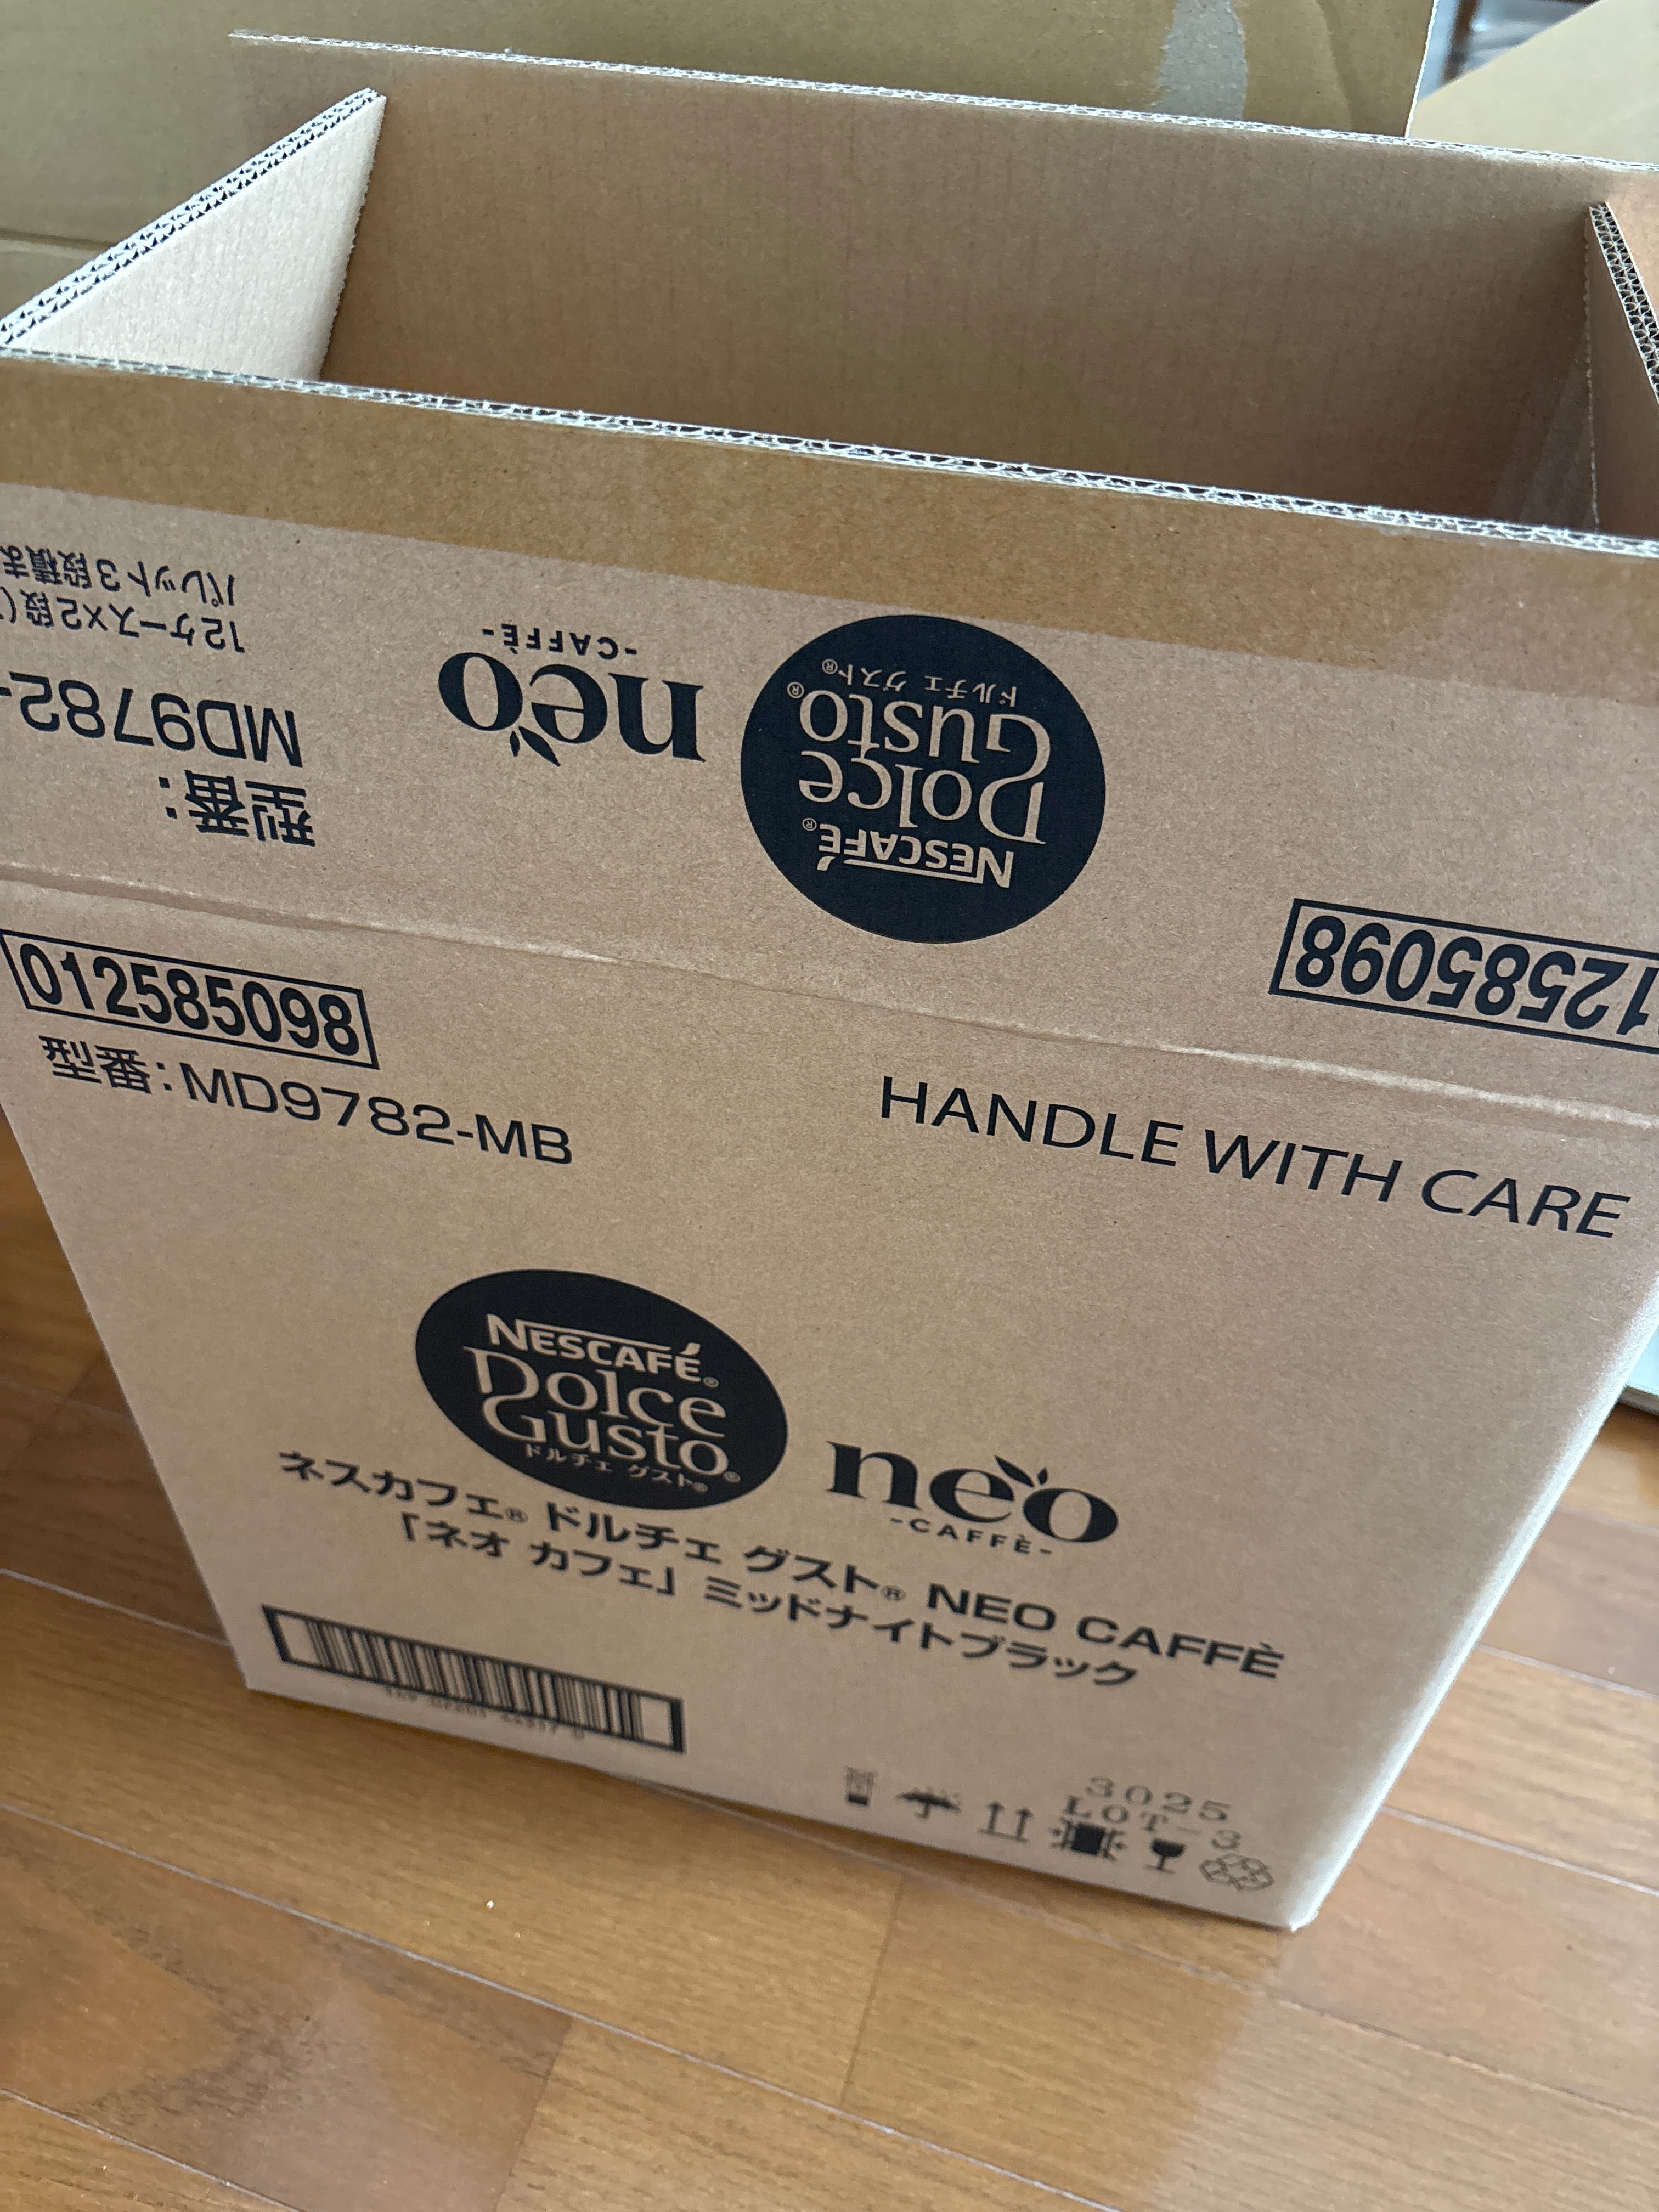 パレット3段積
12ケース×2段
型番:
MD9782-
neo
-CAFFÈ-
NESCAFÉ®
Dolce
Gusto®
ドルチェ グスト®
12585098
012585098
型番:MD9782-MB
HANDLE WITH CARE
NESCAFÉ®
Dolce
Gusto®
ドルチェ グスト®
neo
-CAFFÈ-
ネスカフェ® ドルチェ グスト® NEO CAFFÈ
「ネオ カフェ」 ミッドナイトブラック
3025
LOT-3